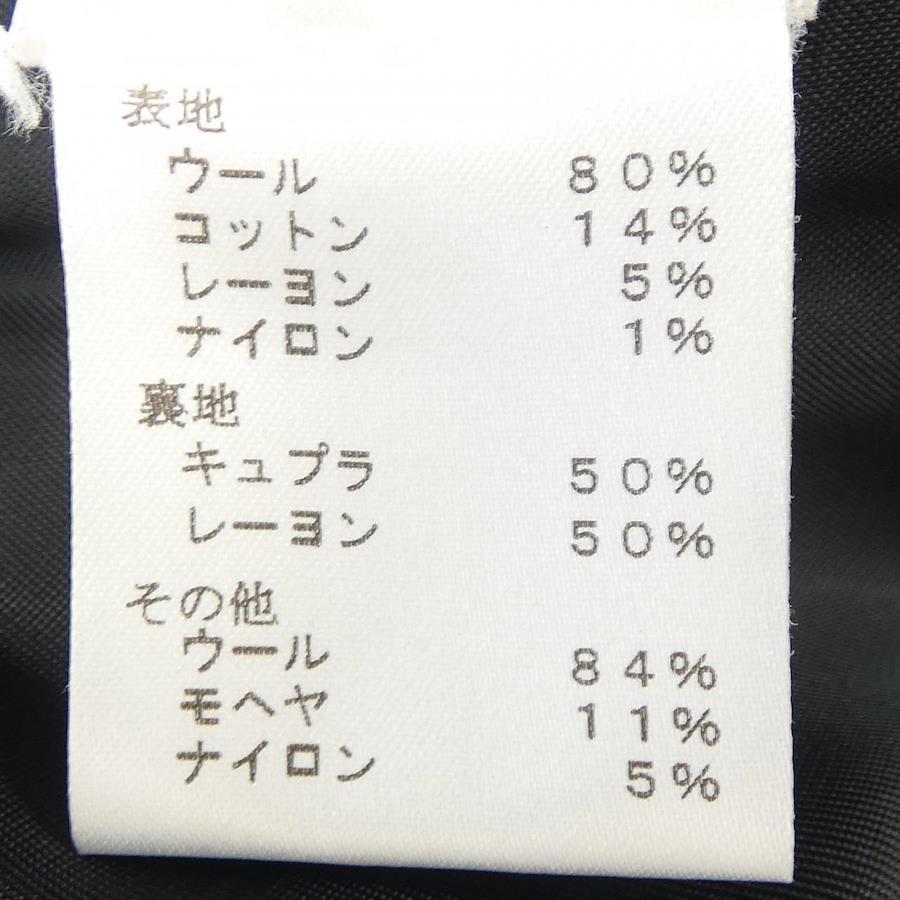 表地
ウール 80%
コットン 14%
レーヨン 5%
ナイロン 1%
裏地
キュプラ 50%
レーヨン 50%
その他
ウール 84%
モヘヤ 11%
ナイロン 5%